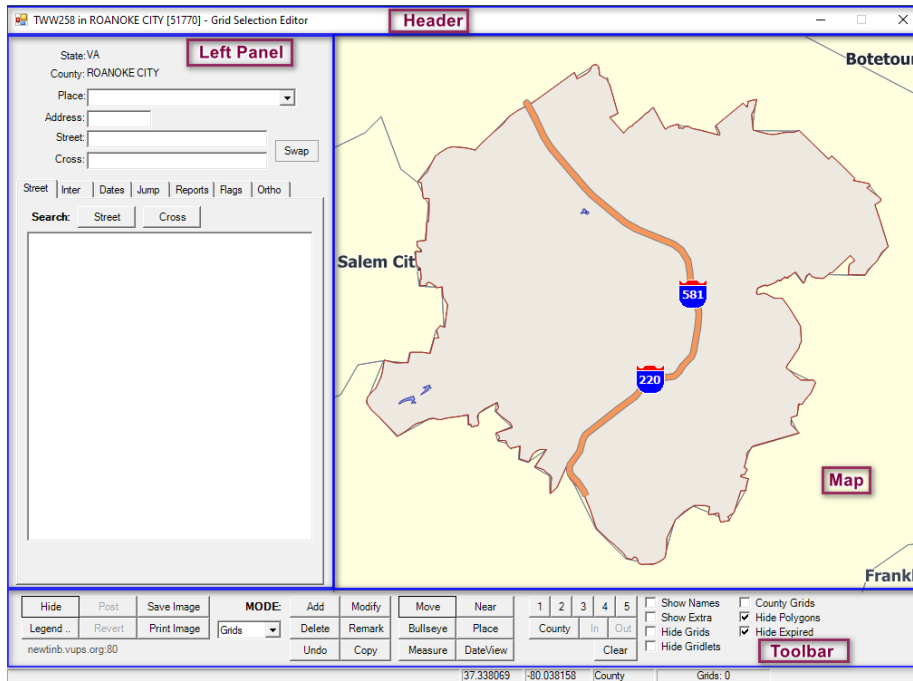 TWW258 in ROANOKE CITY [51770] - Grid Selection Editor
Header
Left Panel
State: VA
County: ROANOKE CITY
Place:
Address:
Street:
Cross:
Swap
Street Inter Dates Jump Reports Flags Ortho
Search: Street Cross
Botetour
Salem Cit
581
220
Map
Frankl
Hide Post Save Image MODE: Add Modify Move Near 1 2 3 4 5 Show Names County Grids
Show Extra Hide Polygons
Legend .. Revert Print Image Grids Delete Remark Bullseye Place County In Out Hide Grids Hide Expired
newtinb.vups.org:80 Undo Copy Measure DateView Clear Hide Gridlets Toolbar
37.338069 -80.038158 County Grids: 0